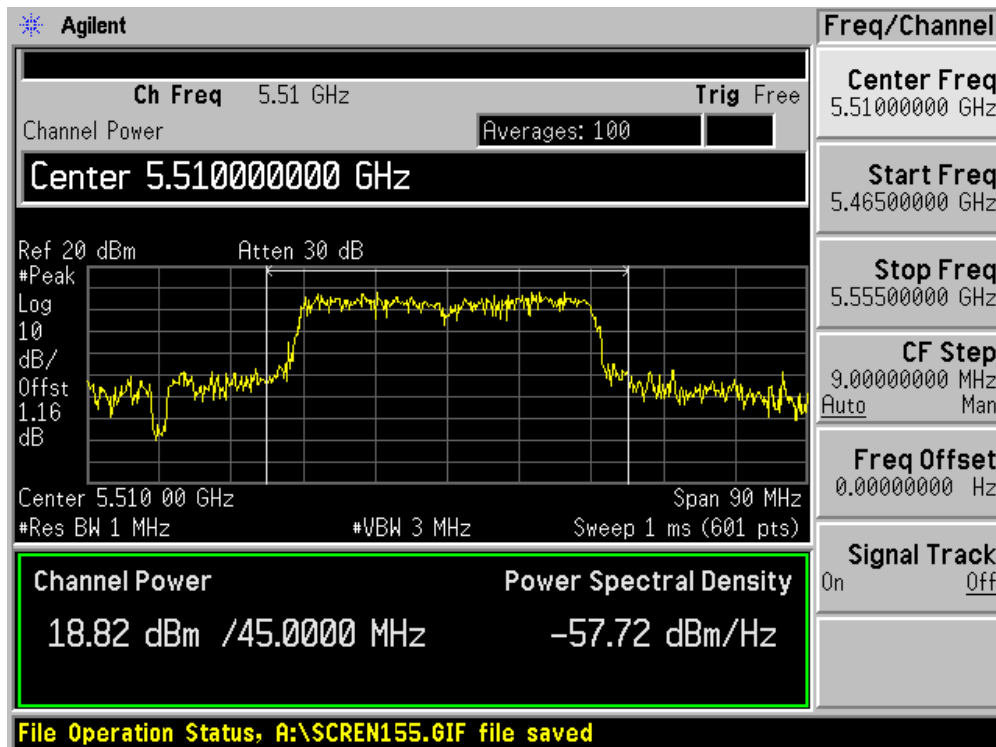 Agilent
Freq/Channel
Ch Freq 5.51 GHz Trig Free
Channel Power Averages: 100
Center 5.510000000 GHz
Ref 20 dBm Atten 30 dB
#Peak
Log
10
dB/
Offst
1.16
dB
Center 5.510 00 GHz Span 90 MHz
#Res BW 1 MHz #VBW 3 MHz Sweep 1 ms (601 pts)
Channel Power Power Spectral Density
18.82 dBm /45.0000 MHz -57.72 dBm/Hz
File Operation Status, A:\SCREN155.GIF file saved
Center Freq
5.51000000 GHz
Start Freq
5.46500000 GHz
Stop Freq
5.55500000 GHz
CF Step
9.00000000 MHz
Auto Man
Freq Offset
0.00000000 Hz
Signal Track
On Off